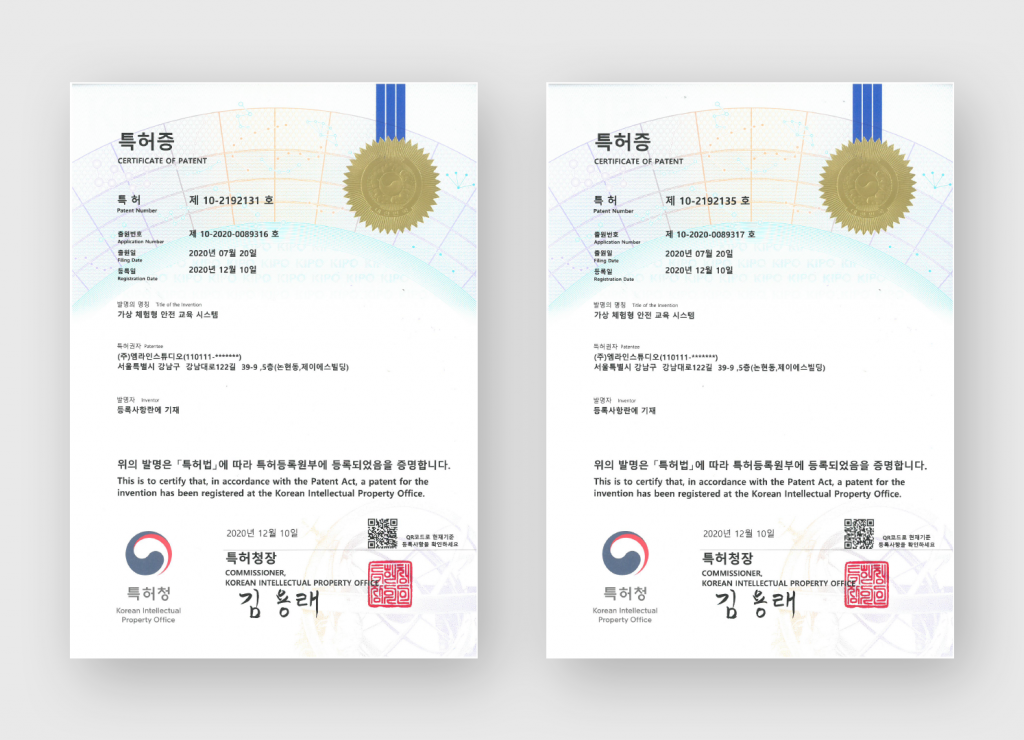 특허증
CERTIFICATE OF PATENT
특 허
Patent Number
제 10-2192131 호
출원번호
Application Number
제 10-2020-0089316 호
출원일
Filing Date
2020년 07월 20일
등록일
Registration Date
2020년 12월 10일
발명의 명칭 Title of the Invention
가상 체험형 안전 교육 시스템
특허권자 Patentee
(주)엠라인스튜디오(110111-*******)
서울특별시 강남구 강남대로122길 39-9 ,5층(논현동,제이에스빌딩)
발명자 Inventor
등록사항란에 기재
위의 발명은 「특허법」에 따라 특허등록원부에 등록되었음을 증명합니다.
This is to certify that, in accordance with the Patent Act, a patent for the
invention has been registered at the Korean Intellectual Property Office.
2020년 12월 10일
QR코드로 현재기준
등록사항을 확인하세요
특허청장
COMMISSIONER,
KOREAN INTELLECTUAL PROPERTY OFFICE
김용래
특허청
Korean Intellectual
Property Office
특허증
CERTIFICATE OF PATENT
특 허
Patent Number
제 10-2192135 호
출원번호
Application Number
제 10-2020-0089317 호
출원일
Filing Date
2020년 07월 20일
등록일
Registration Date
2020년 12월 10일
발명의 명칭 Title of the Invention
가상 체험형 안전 교육 시스템
특허권자 Patentee
(주)엠라인스튜디오(110111-*******)
서울특별시 강남구 강남대로122길 39-9 ,5층(논현동,제이에스빌딩)
발명자 Inventor
등록사항란에 기재
위의 발명은 「특허법」에 따라 특허등록원부에 등록되었음을 증명합니다.
This is to certify that, in accordance with the Patent Act, a patent for the
invention has been registered at the Korean Intellectual Property Office.
2020년 12월 10일
QR코드로 현재기준
등록사항을 확인하세요
특허청장
COMMISSIONER,
KOREAN INTELLECTUAL PROPERTY OFFICE
김용래
특허청
Korean Intellectual
Property Office